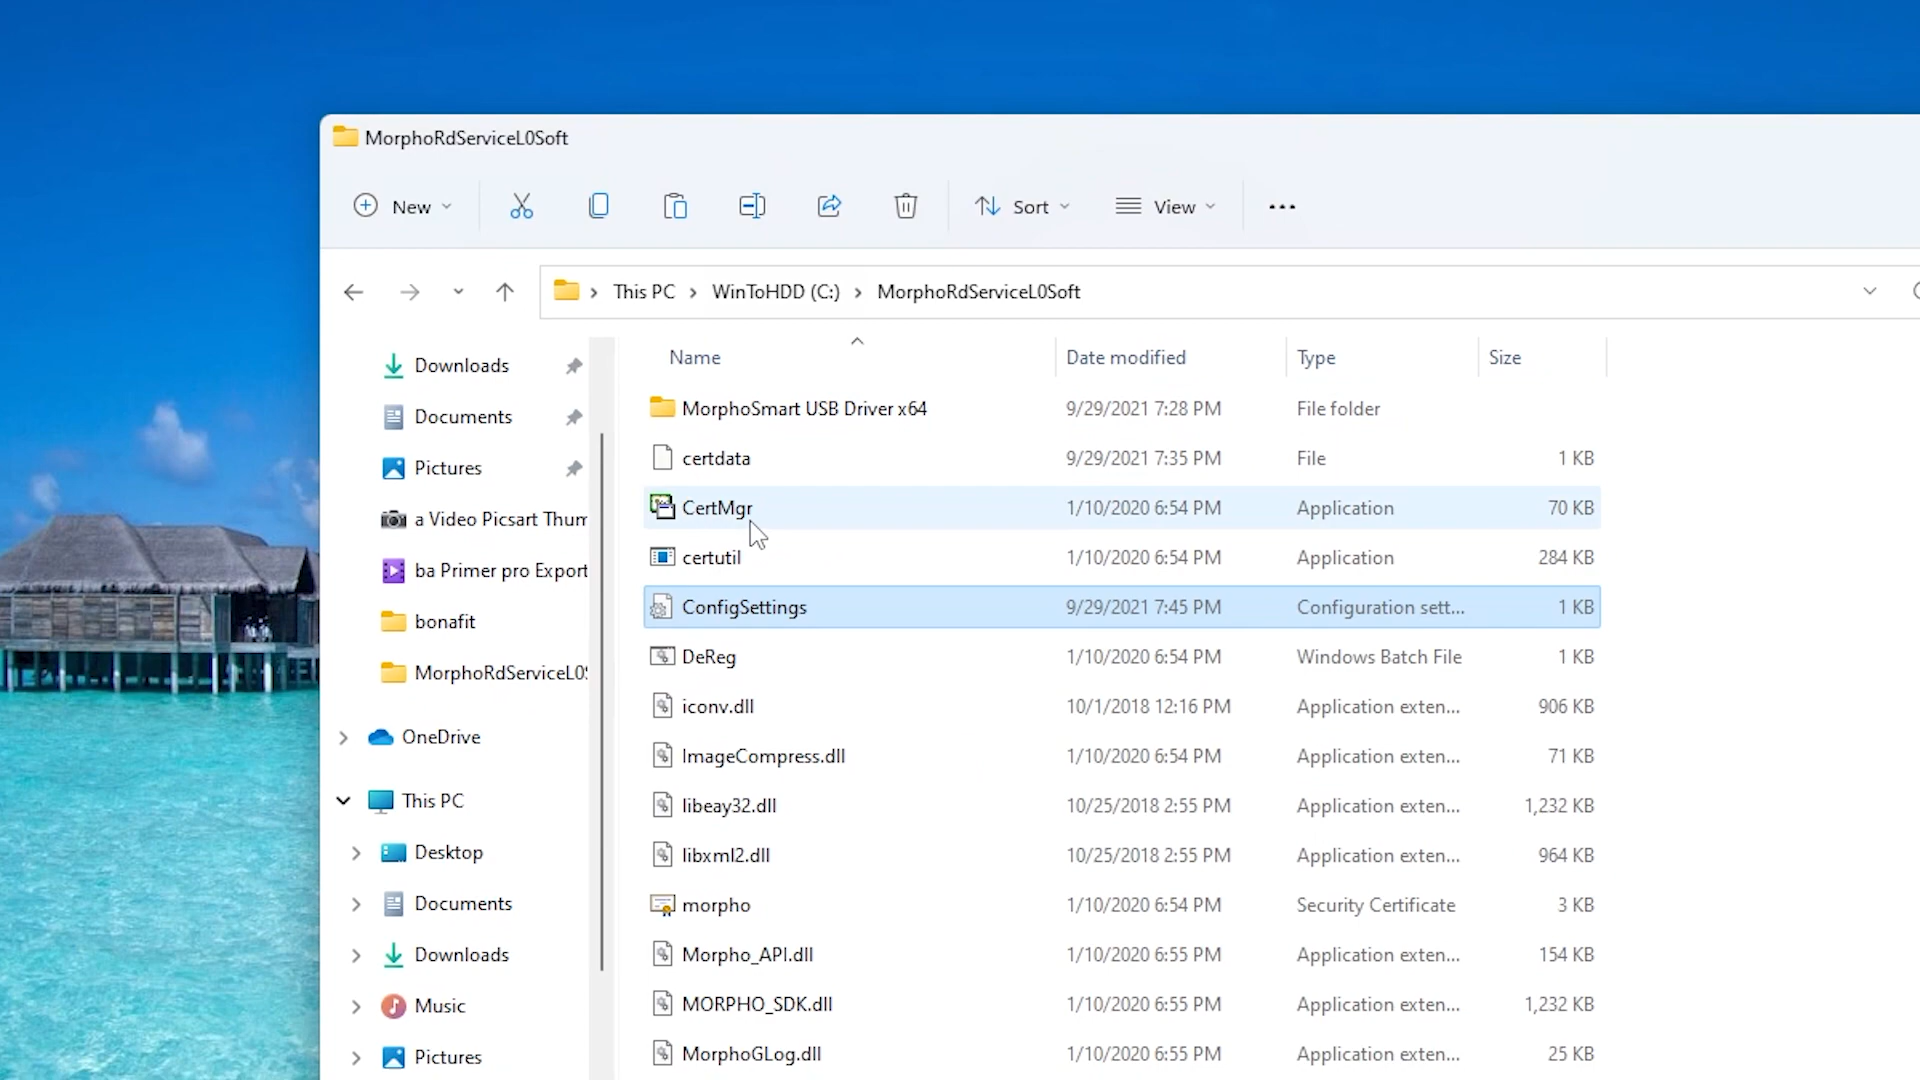 MorphoRdServiceL0Soft
New
Sort
View
This PC
WinToHDD (C:)
MorphoRdServiceL0Soft
Name
Date modified
Type
Size
Downloads
Documents
Pictures
a Video Picsart Thum
ba Primer pro Export
bonafit
MorphoRdServiceL0S
OneDrive
This PC
Desktop
Documents
Downloads
Music
Pictures
MorphoSmart USB Driver x64 9/29/2021 7:28 PM File folder
certdata 9/29/2021 7:35 PM File 1 KB
CertMgr 1/10/2020 6:54 PM Application 70 KB
certutil 1/10/2020 6:54 PM Application 284 KB
ConfigSettings 9/29/2021 7:45 PM Configuration sett... 1 KB
DeReg 1/10/2020 6:54 PM Windows Batch File 1 KB
iconv.dll 10/1/2018 12:16 PM Application exten... 906 KB
ImageCompress.dll 1/10/2020 6:54 PM Application exten... 71 KB
libeay32.dll 10/25/2018 2:55 PM Application exten... 1,232 KB
libxml2.dll 10/25/2018 2:55 PM Application exten... 964 KB
morpho 1/10/2020 6:54 PM Security Certificate 3 KB
Morpho_API.dll 1/10/2020 6:55 PM Application exten... 154 KB
MORPHO_SDK.dll 1/10/2020 6:55 PM Application exten... 1,232 KB
MorphoGLog.dll 1/10/2020 6:55 PM Application exten... 25 KB